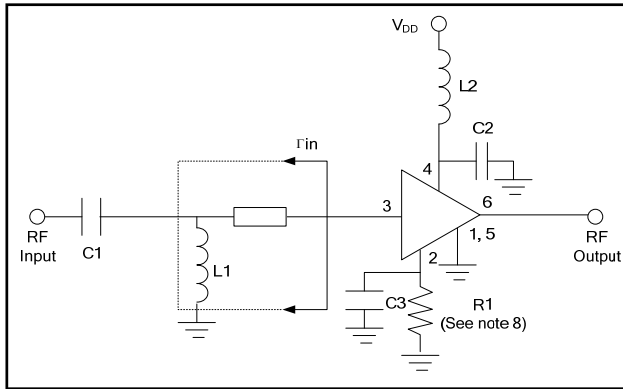 V_DD
L2
Γin
C2
4
3
6
1, 5
2
RF
Input
C1
L1
C3
R1
(See note 8)
RF
Output